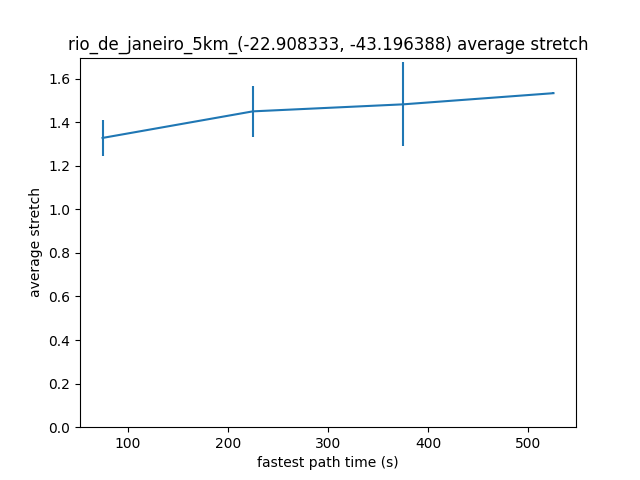 rio_de_janeiro_5km_(-22.908333, -43.196388) average stretch
1.6
1.4
1.2
1.0
0.8
0.6
0.4
0.2
0.0
average stretch
100 200 300 400 500
fastest path time (s)